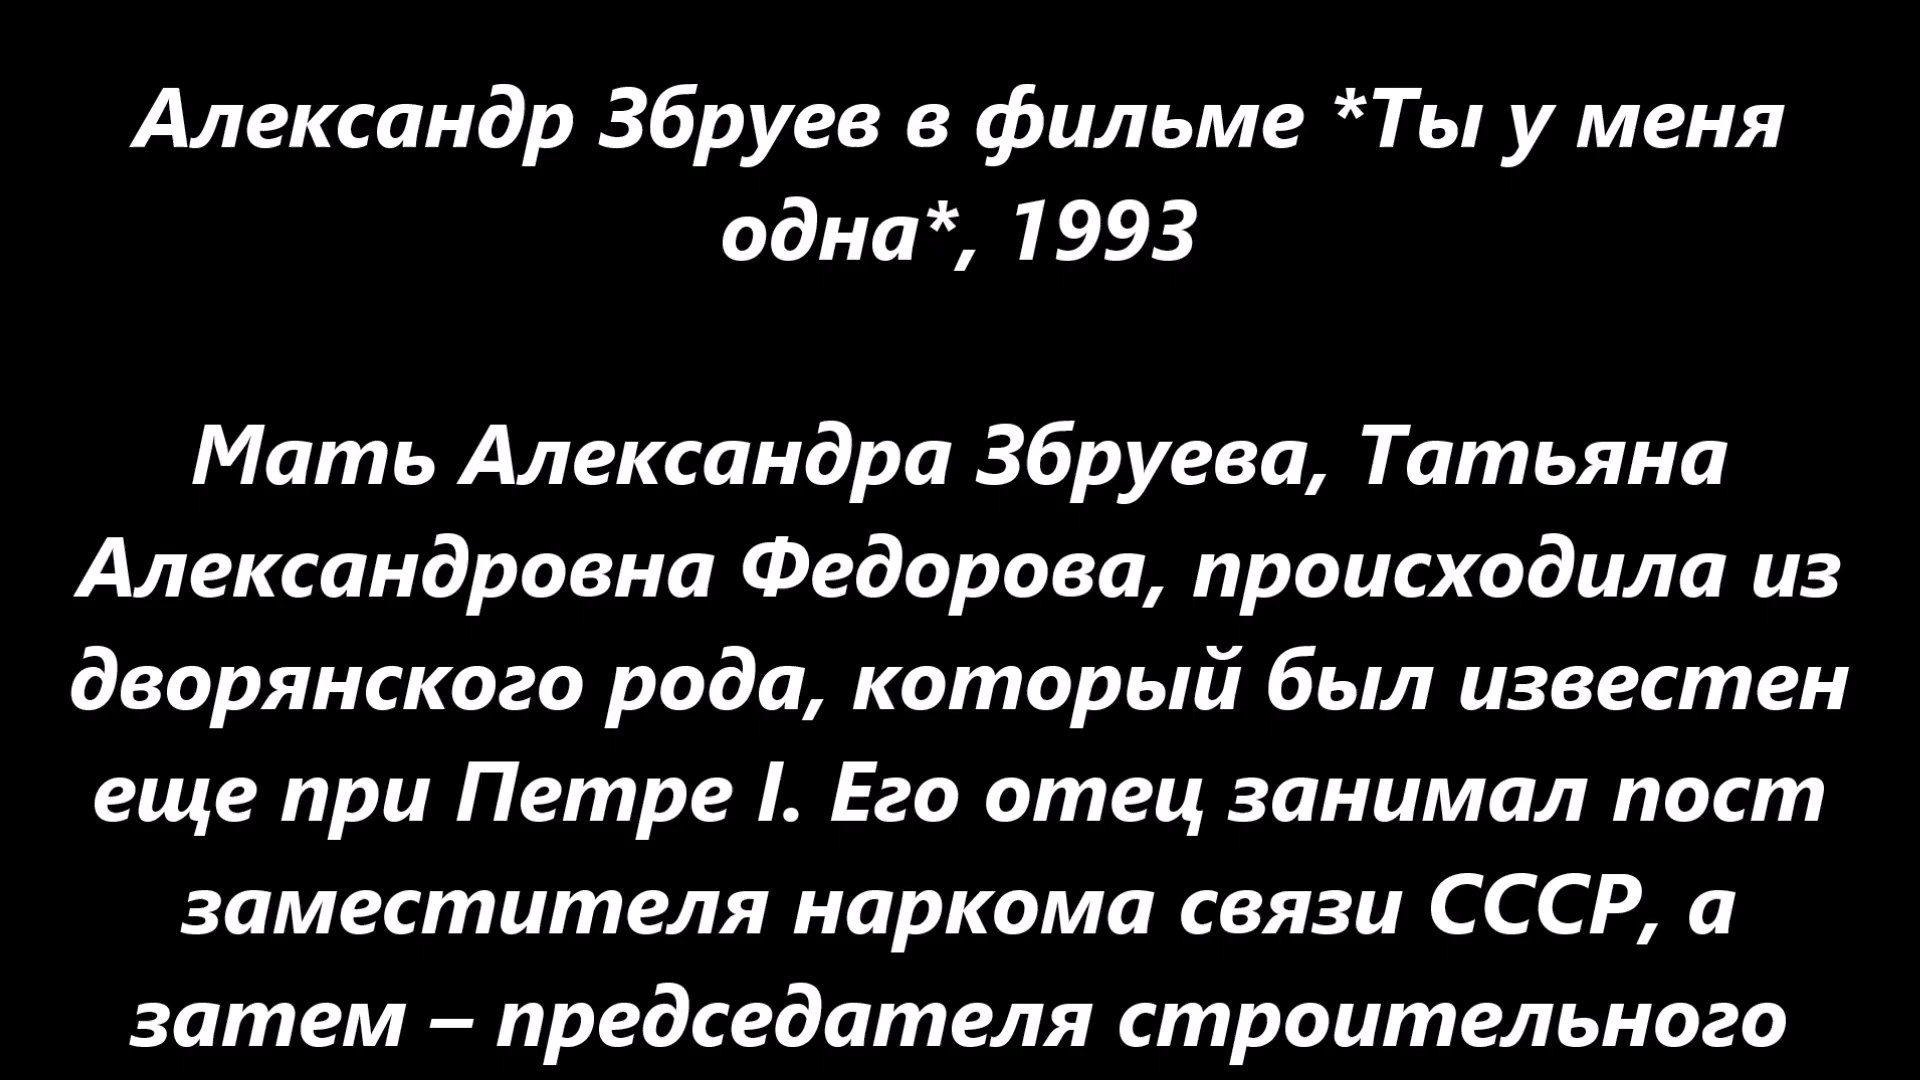 Александр Збруев в фильме *Ты у меня
одна*, 1993
Мать Александра Збруева, Татьяна
Александровна Федорова, происходила из
дворянского рода, который был известен
еще при Петре I. Его отец занимал пост
заместителя наркома связи СССР, а
затем – председателя строительного